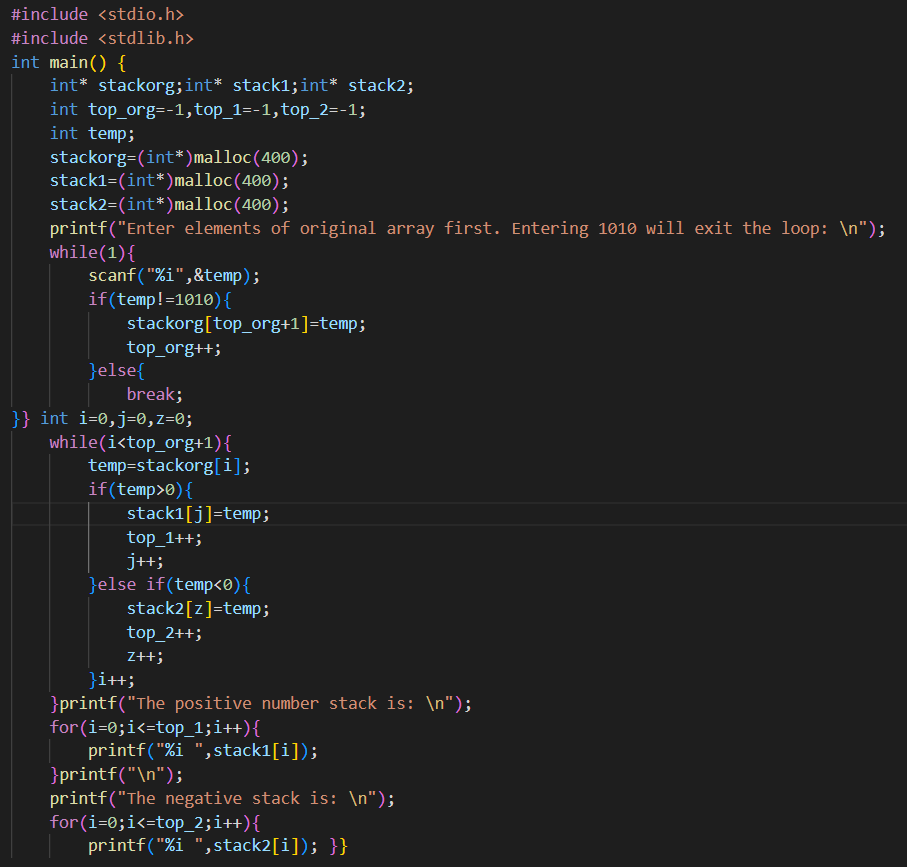 #include <stdio.h>
#include <stdlib.h>
int main() {
    int* stackorg;int* stack1;int* stack2;
    int top_org=-1,top_1=-1,top_2=-1;
    int temp;
    stackorg=(int*)malloc(400);
    stack1=(int*)malloc(400);
    stack2=(int*)malloc(400);
    printf("Enter elements of original array first. Entering 1010 will exit the loop: \n");
    while(1){
        scanf("%i",&temp);
        if(temp!=1010){
            stackorg[top_org+1]=temp;
            top_org++;
        }else{
            break;
}} int i=0,j=0,z=0;
    while(i<top_org+1){
        temp=stackorg[i];
        if(temp>0){
            stack1[j]=temp;
            top_1++;
            j++;
        }else if(temp<0){
            stack2[z]=temp;
            top_2++;
            z++;
        }i++;
    }printf("The positive number stack is: \n");
    for(i=0;i<=top_1;i++){
        printf("%i ",stack1[i]);
    }printf("\n");
    printf("The negative stack is: \n");
    for(i=0;i<=top_2;i++){
        printf("%i ",stack2[i]); }}